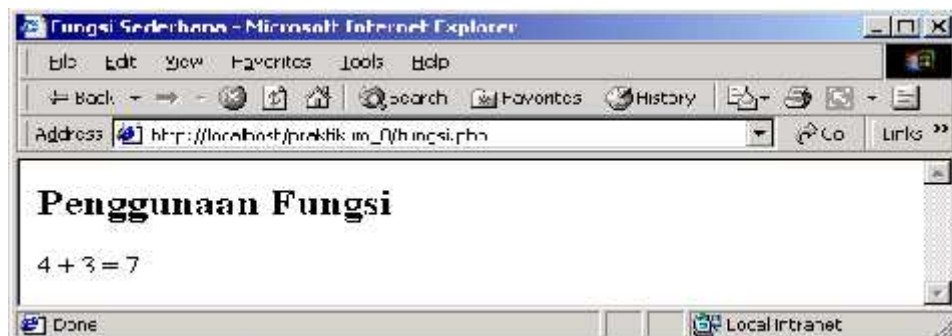 Fungsi Sederhana - Microsoft Internet Explorer
File Edit View Favorites Tools Help
Back Search Favorites History
Address http://localhost/praktikum_0/fungsi.php Go Links »
Penggunaan Fungsi
4 + 3 = 7
Done Local intranet